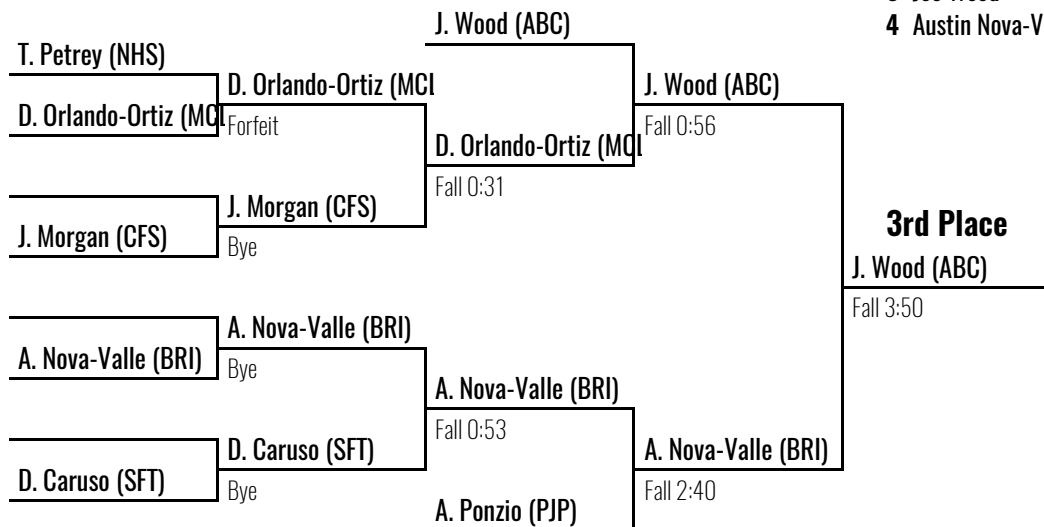 4 Austin Nova-V
J. Wood (ABC)
T. Petrey (NHS)
D. Orlando-Ortiz (MCI
J. Wood (ABC)
D. Orlando-Ortiz (MCI
Forfeit
Fall 0:56
D. Orlando-Ortiz (MCI
Fall 0:31
J. Morgan (CFS)
3rd Place
J. Morgan (CFS)
Bye
J. Wood (ABC)
Fall 3:50
A. Nova-Valle (BRI)
A. Nova-Valle (BRI)
Bye
A. Nova-Valle (BRI)
Fall 0:53
D. Caruso (SFT)
A. Nova-Valle (BRI)
D. Caruso (SFT)
Bye
Fall 2:40
A. Ponzio (PJP)